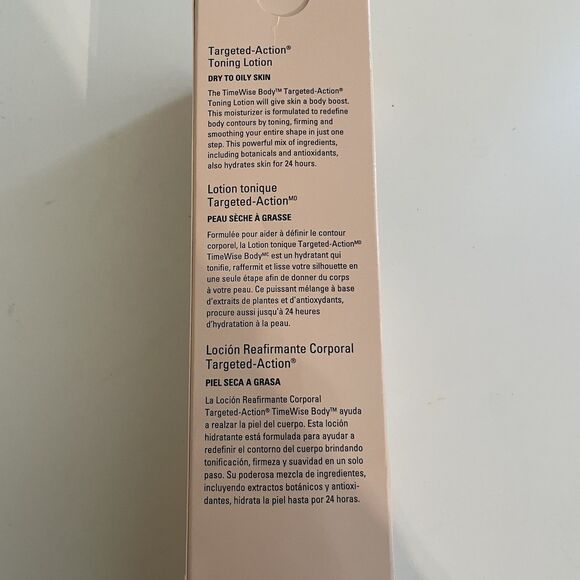 Targeted-Action®
Toning Lotion
DRY TO OILY SKIN
The TimeWise Body™ Targeted-Action®
Toning Lotion will give skin a body boost.
This moisturizer is formulated to redefine
body contours by toning, firming and
smoothing your entire shape in just one
step. This powerful mix of ingredients,
including botanicals and antioxidants,
also hydrates skin for 24 hours.
Lotion tonique
Targeted-Actionᴹᴰ
PEAU SÈCHE À GRASSE
Formulée pour aider à définir le contour
corporel, la Lotion tonique Targeted-Actionᴹᴰ
TimeWise Bodyᴹᶜ est un hydratant qui
tonifie, raffermit et lisse votre silhouette en
une seule étape afin de donner du corps
à votre peau. Ce puissant mélange à base
d'extraits de plantes et d'antioxydants,
procure aussi jusqu'à 24 heures
d'hydratation à la peau.
Loción Reafirmante Corporal
Targeted-Action®
PIEL SECA A GRASA
La Loción Reafirmante Corporal
Targeted-Action® TimeWise Body™ ayuda
a realzar la piel del cuerpo. Esta loción
hidratante está formulada para ayudar a
redefinir el contorno del cuerpo brindando
tonificación, firmeza y suavidad en un solo
paso. Su poderosa mezcla de ingredientes,
incluyendo extractos botánicos y antioxi-
dantes, hidrata la piel hasta por 24 horas.